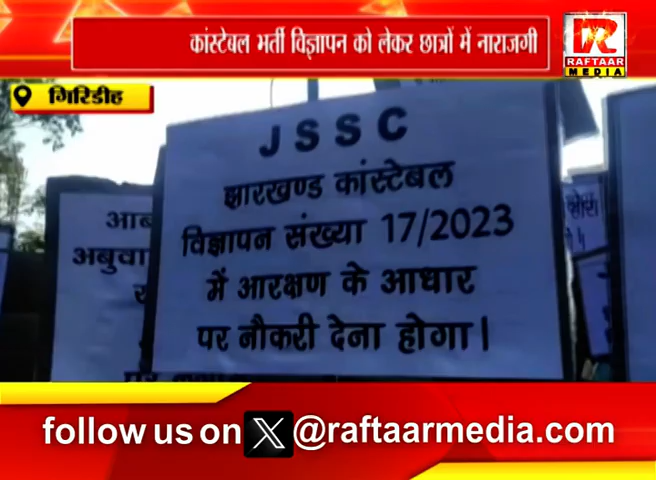 कांस्टेबल भर्ती विज्ञापन को लेकर छात्रों में नाराजगी
R
RAFTAAR
MEDIA
गिरिडीह
JSSC
झारखण्ड कांस्टेबल
विज्ञापन संख्या 17/2023
में आरक्षण के आधार
पर नौकरी देना होगा।
follow us on X @raftaarmedia.com